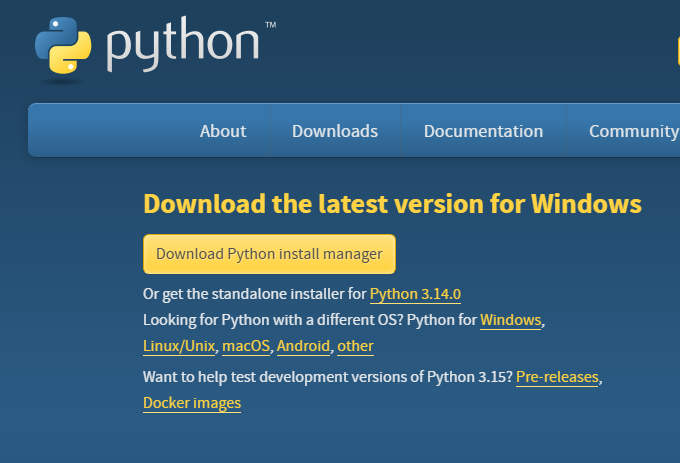 python™
About Downloads Documentation Community
Download the latest version for Windows
Download Python install manager
Or get the standalone installer for Python 3.14.0
Looking for Python with a different OS? Python for Windows,
Linux/Unix, macOS, Android, other
Want to help test development versions of Python 3.15? Pre-releases,
Docker images